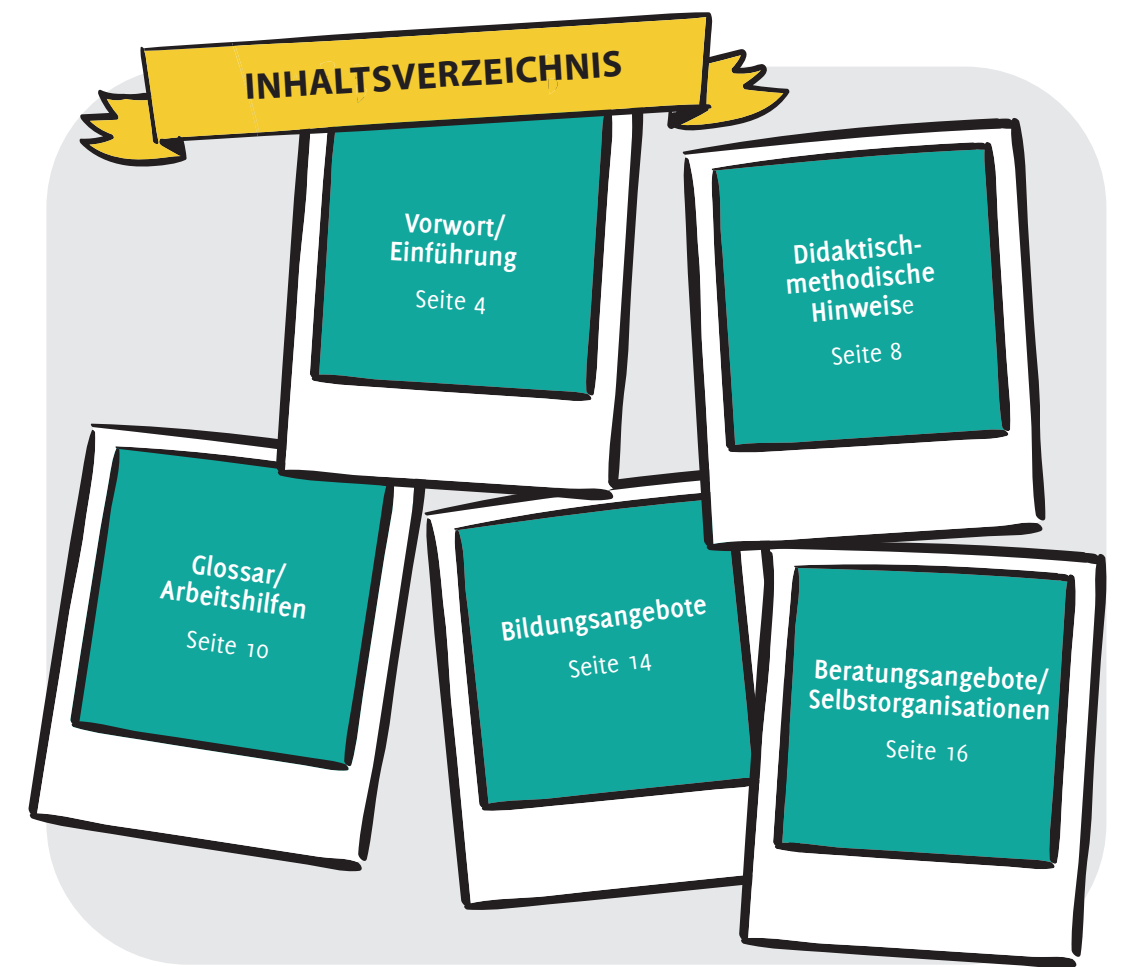 INHALTSVERZEICHNIS
Vorwort/
Einführung
Seite 4
Didaktisch-
methodische
Hinweise
Seite 8
Glossar/
Arbeitshilfen
Seite 10
Bildungsangebote
Seite 14
Beratungsangebote/
Selbstorganisationen
Seite 16